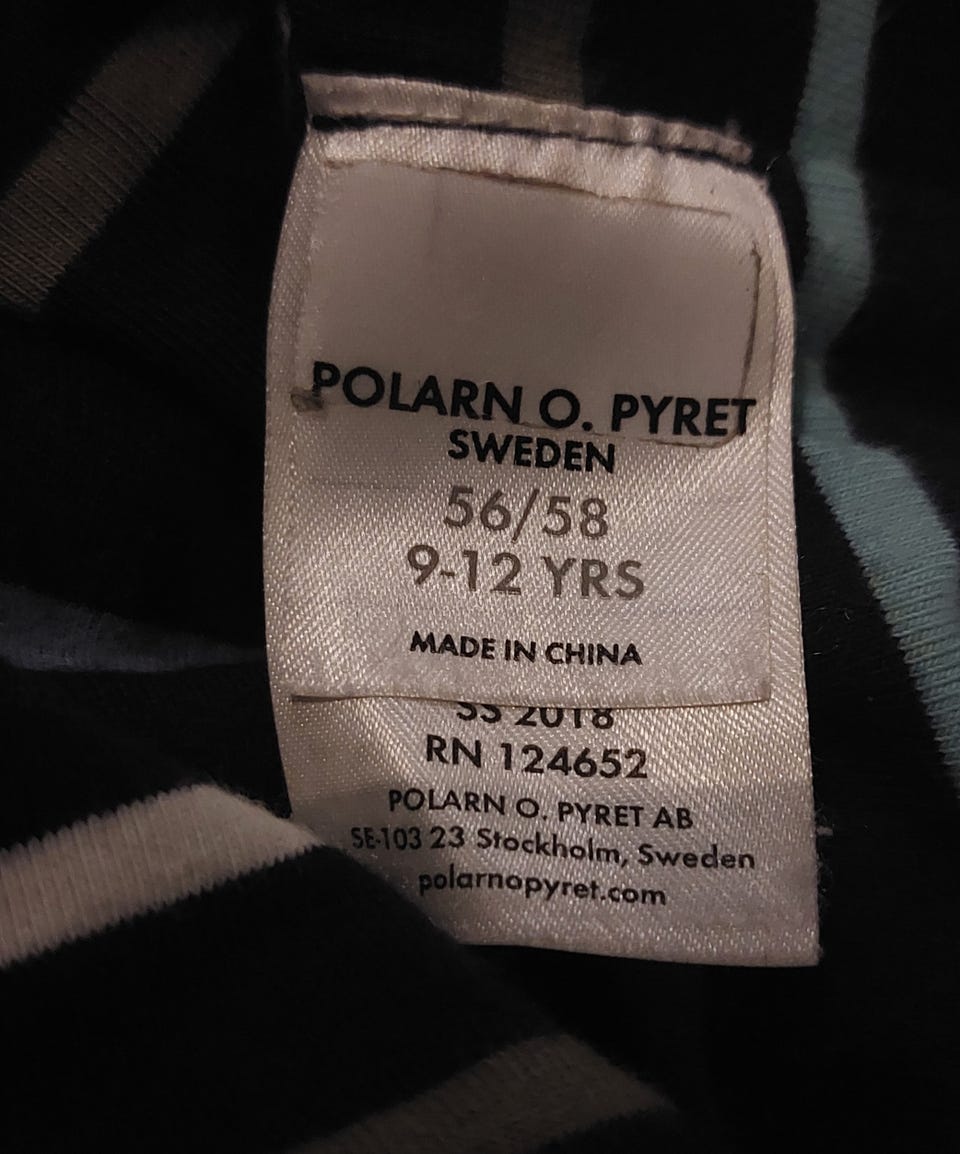 POLARN O. PYRET
SWEDEN
56/58
9-12 YRS
MADE IN CHINA
SS 2018
RN 124652
POLARN O. PYRET AB
SE-103 23 Stockholm, Sweden
polarnopyret.com